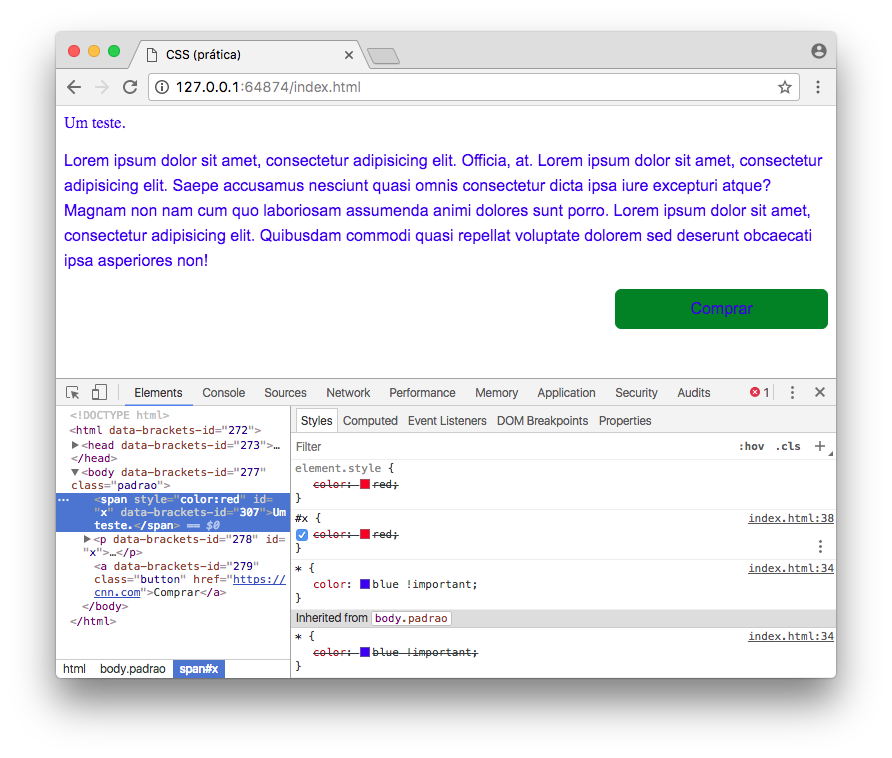 CSS (prática)
127.0.0.1:64874/index.html
Um teste.
Lorem ipsum dolor sit amet, consectetur adipisicing elit. Officia, at. Lorem ipsum dolor sit amet, consectetur
adipisicing elit. Saepe accusamus nesciunt quasi omnis consectetur dicta ipsa iure excepturi atque?
Magnam non nam cum quo laboriosam assumenda animi dolores sunt porro. Lorem ipsum dolor sit amet,
consectetur adipisicing elit. Quibusdam commodi quasi repellat voluptate dolorem sed deserunt obcaecati
ipsa asperiores non!
Comprar
Elements Console Sources Network Performance Memory Application Security Audits 1
<!DOCTYPE html>
<html data-brackets-id="272">
<head data-brackets-id="273">…
</head>
<body data-brackets-id="277"
class="padrao">
<span style="color:red" id=
"x" data-brackets-id="307">Um
teste.</span> == $0
<p data-brackets-id="278" id=
"x">…</p>
<a data-brackets-id="279"
class="button" href="https://
cnn.com">Comprar</a>
</body>
</html>
html body.padrao span#x
Styles Computed Event Listeners DOM Breakpoints Properties
Filter :hov .cls +
element.style {
color: red;
}
#x { index.html:38
color: red;
}
* { index.html:34
color: blue !important;
}
Inherited from body.padrao
* { index.html:34
color: blue !important;
}